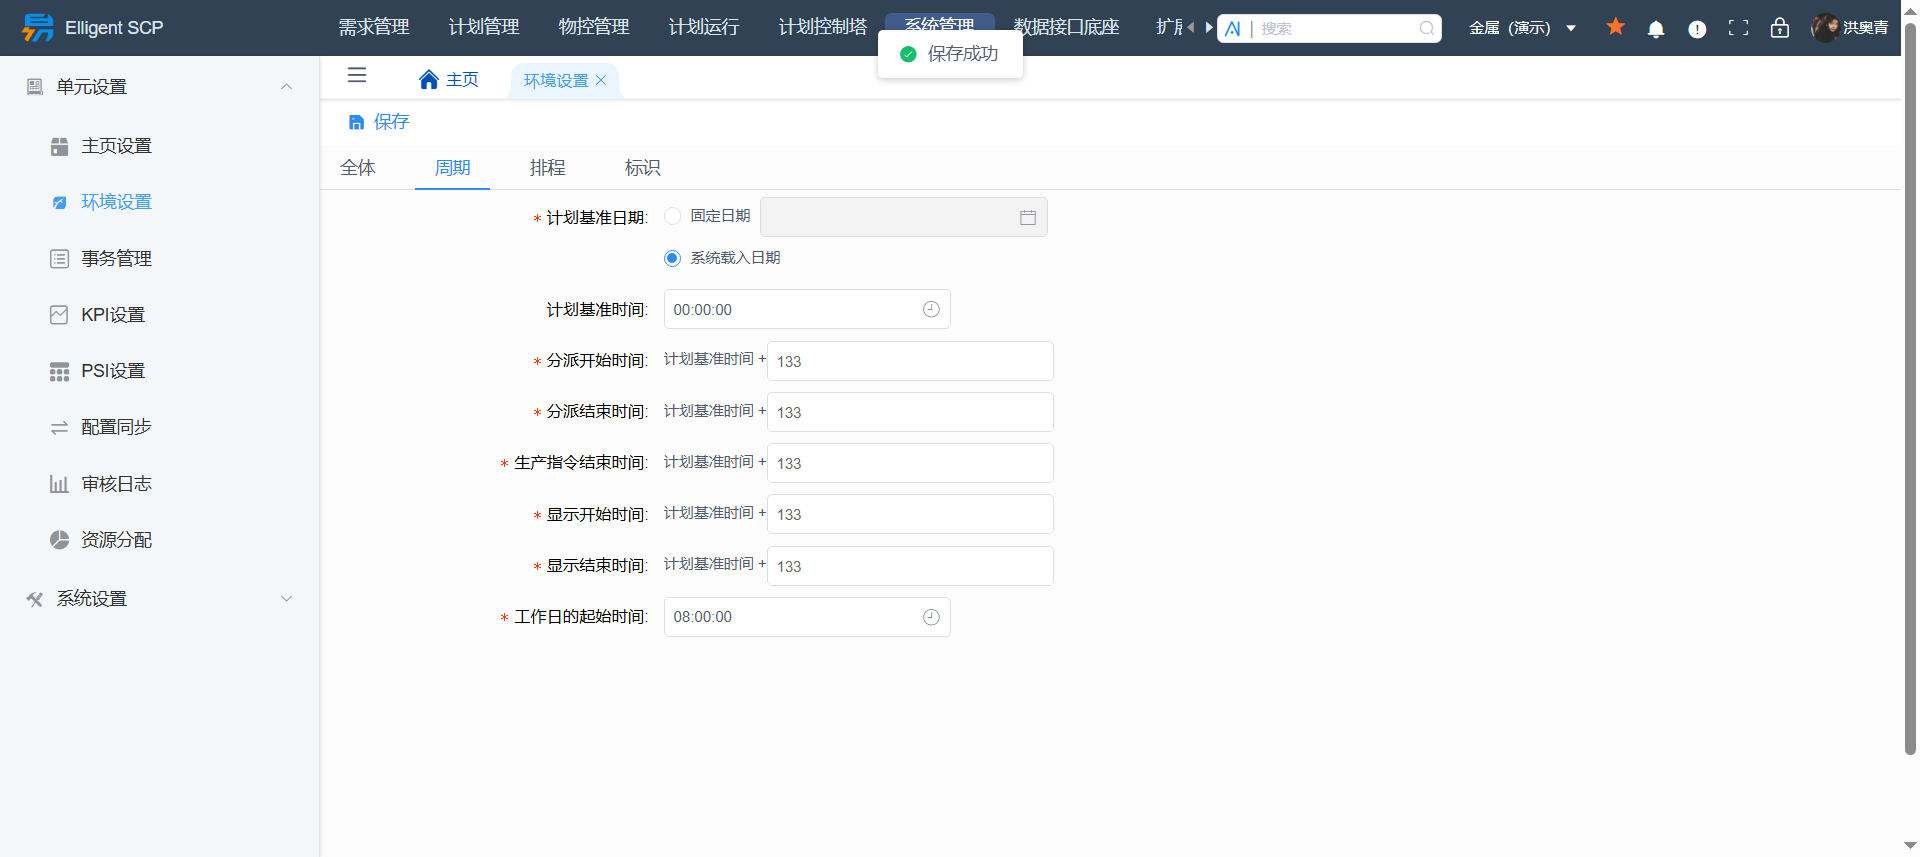 Elligent SCP
需求管理
计划管理
物控管理
计划运行
计划控制塔
系统管理
数据接口底座
扩展
搜索
金属（演示）
洪奥青
保存成功
单元设置
主页设置
环境设置
事务管理
KPI设置
PSI设置
配置同步
审核日志
资源分配
系统设置
主页
环境设置
保存
全体
周期
排程
标识
* 计划基准日期: 固定日期
系统载入日期
计划基准时间: 00:00:00
* 分派开始时间: 计划基准时间 + 133
* 分派结束时间: 计划基准时间 + 133
* 生产指令结束时间: 计划基准时间 + 133
* 显示开始时间: 计划基准时间 + 133
* 显示结束时间: 计划基准时间 + 133
* 工作日的起始时间: 08:00:00